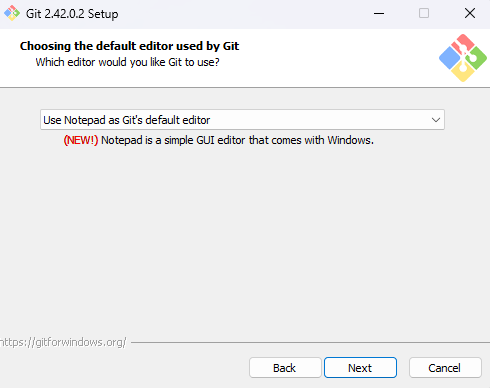 Git 2.42.0.2 Setup
Choosing the default editor used by Git
Which editor would you like Git to use?
Use Notepad as Git's default editor
(NEW!) Notepad is a simple GUI editor that comes with Windows.
https://gitforwindows.org/
Back Next Cancel